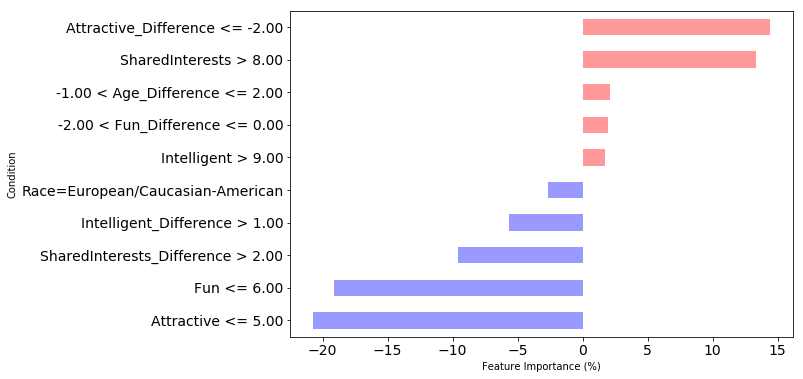 Attractive_Difference <= -2.00
SharedInterests > 8.00
-1.00 < Age_Difference <= 2.00
-2.00 < Fun_Difference <= 0.00
Intelligent > 9.00
Race=European/Caucasian-American
Intelligent_Difference > 1.00
SharedInterests_Difference > 2.00
Fun <= 6.00
Attractive <= 5.00
Condition
−20 −15 −10 −5 0 5 10 15
Feature Importance (%)